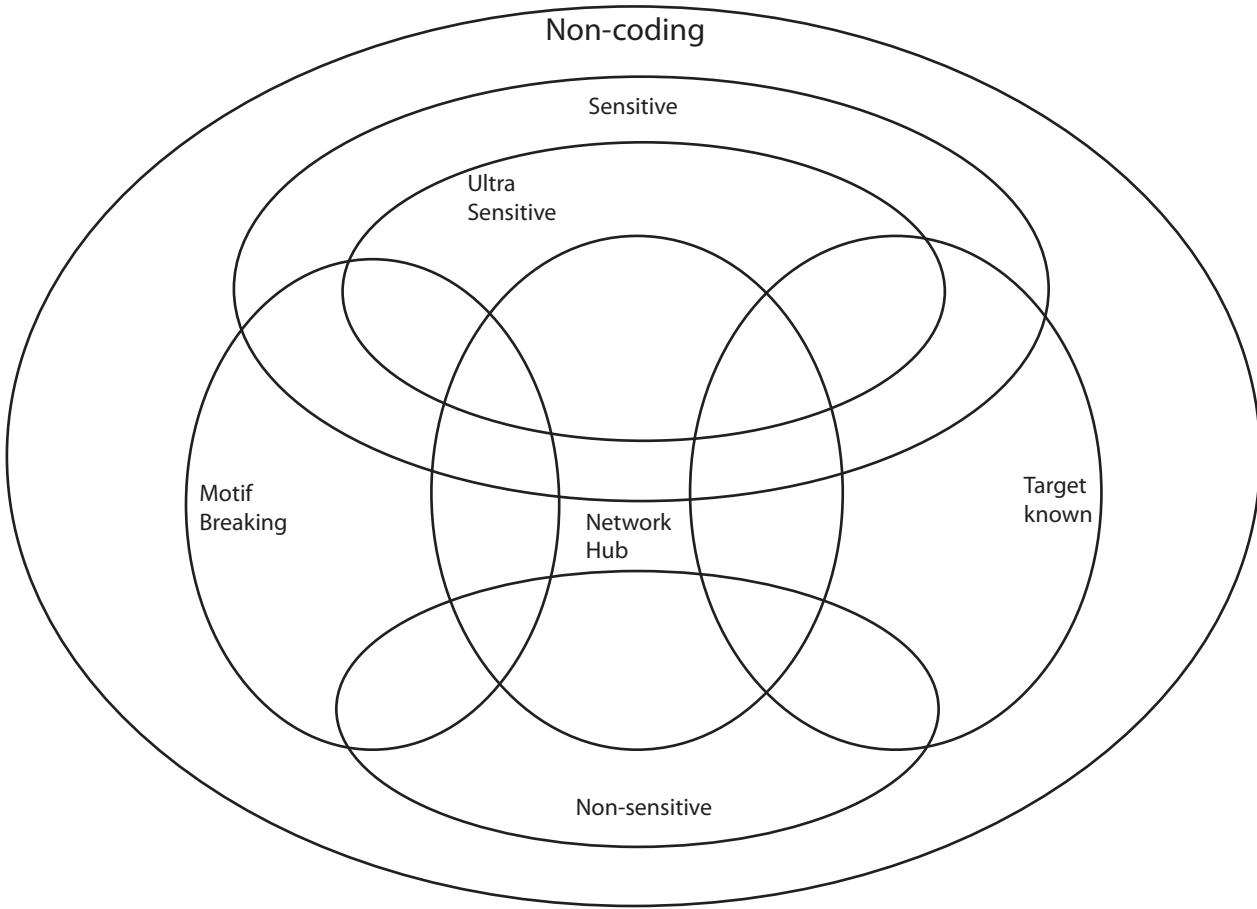 Non-coding
Sensitive
Ultra
Sensitive
Motif
Breaking
Network
Hub
Target
known
Non-sensitive